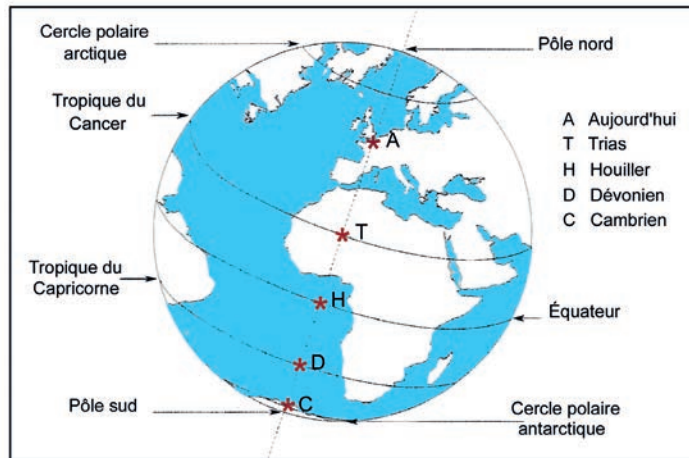 Cercle polaire
arctique
Pôle nord
Tropique du
Cancer
A Aujourd'hui
T Trias
H Houiller
D Dévonien
C Cambrien
A
T
Tropique du
Capricorne
H
Équateur
D
Pôle sud
C
Cercle polaire
antarctique